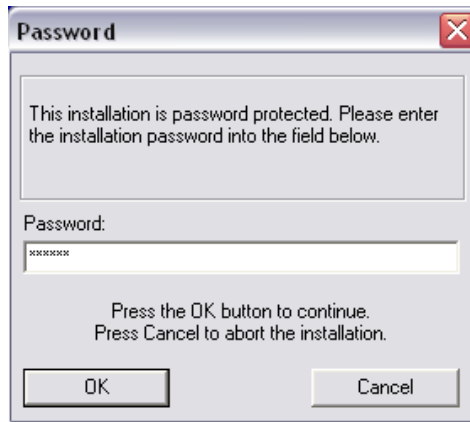 Password
This installation is password protected. Please enter
the installation password into the field below.
Password:
xxxxxx
Press the OK button to continue.
Press Cancel to abort the installation.
OK
Cancel